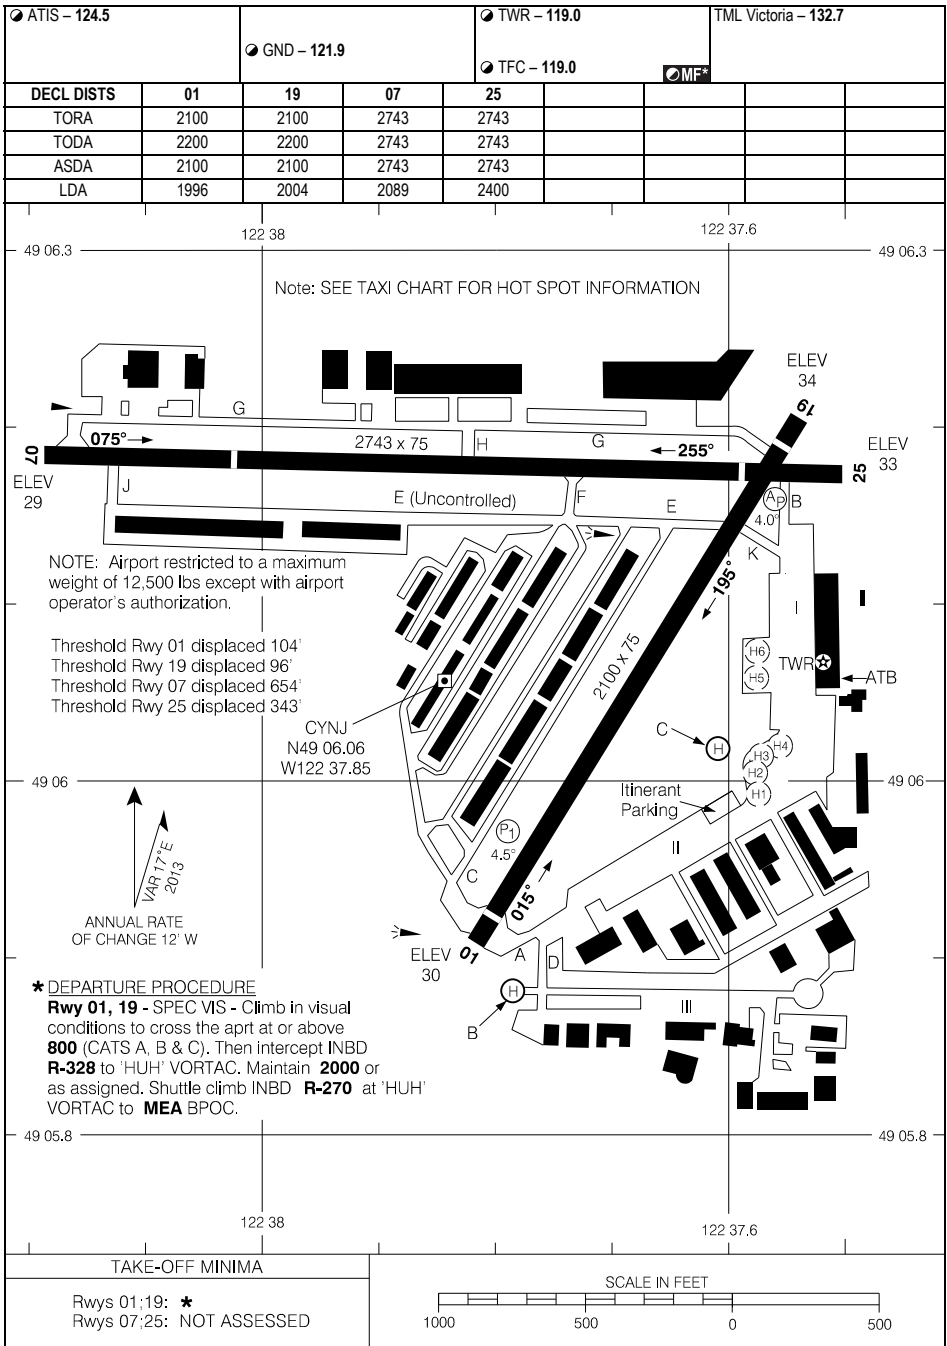 ATIS – 124.5
GND – 121.9
TWR – 119.0
TFC – 119.0
MF*
TML Victoria – 132.7
DECL DISTS 01 19 07 25
TORA 2100 2100 2743 2743
TODA 2200 2200 2743 2743
ASDA 2100 2100 2743 2743
LDA 1996 2004 2089 2400
122 38
122 37.6
49 06.3
49 06.3
Note: SEE TAXI CHART FOR HOT SPOT INFORMATION
ELEV
34
19
G
075°
2743 x 75
H
G
255°
07
ELEV
29
25
ELEV
33
J
E (Uncontrolled)
F
E
AP
4.0°
B
K
NOTE: Airport restricted to a maximum
weight of 12,500 lbs except with airport
operator's authorization.
195°
I
Threshold Rwy 01 displaced 104'
Threshold Rwy 19 displaced 96'
Threshold Rwy 07 displaced 654'
Threshold Rwy 25 displaced 343'
2100 x 75
H6
H5
TWR
ATB
CYNJ
N49 06.06
W122 37.85
C
H
H4
H3
H2
H1
49 06
49 06
Itinerant
Parking
II
P1
4.5°
VAR 17°E
2013
C
015°
ANNUAL RATE
OF CHANGE 12' W
ELEV
30
01
A
D
H
B
III
* DEPARTURE PROCEDURE
Rwy 01, 19 - SPEC VIS - Climb in visual
conditions to cross the aprt at or above
800 (CATS A, B & C). Then intercept INBD
R-328 to 'HUH' VORTAC. Maintain 2000 or
as assigned. Shuttle climb INBD R-270 at 'HUH'
VORTAC to MEA BPOC.
49 05.8
49 05.8
122 38
122 37.6
TAKE-OFF MINIMA
Rwys 01;19: *
Rwys 07;25: NOT ASSESSED
SCALE IN FEET
1000 500 0 500